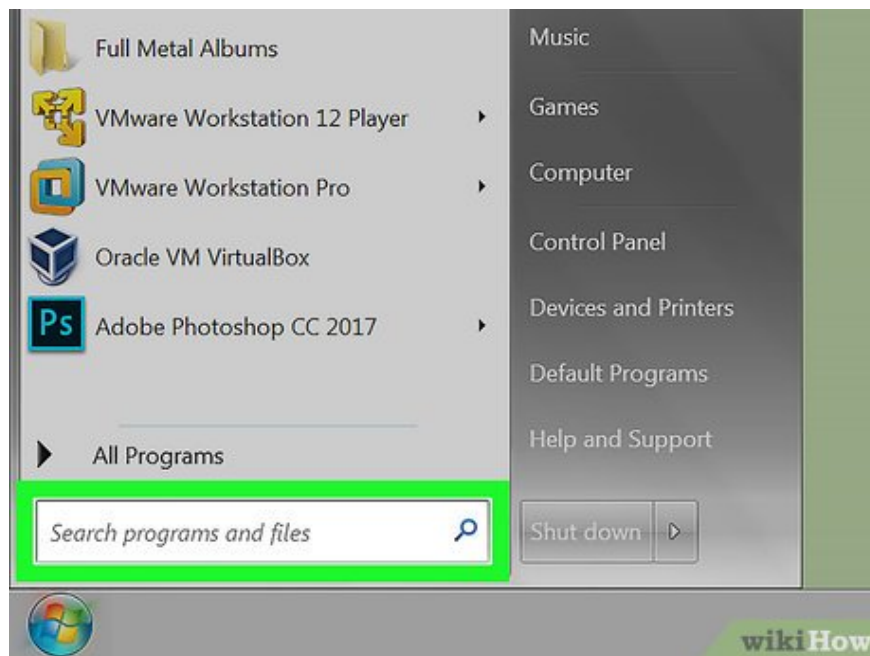 Full Metal Albums
VMware Workstation 12 Player
VMware Workstation Pro
Oracle VM VirtualBox
Ps
Adobe Photoshop CC 2017
All Programs
Search programs and files
Music
Games
Computer
Control Panel
Devices and Printers
Default Programs
Help and Support
Shut down
wikiHow